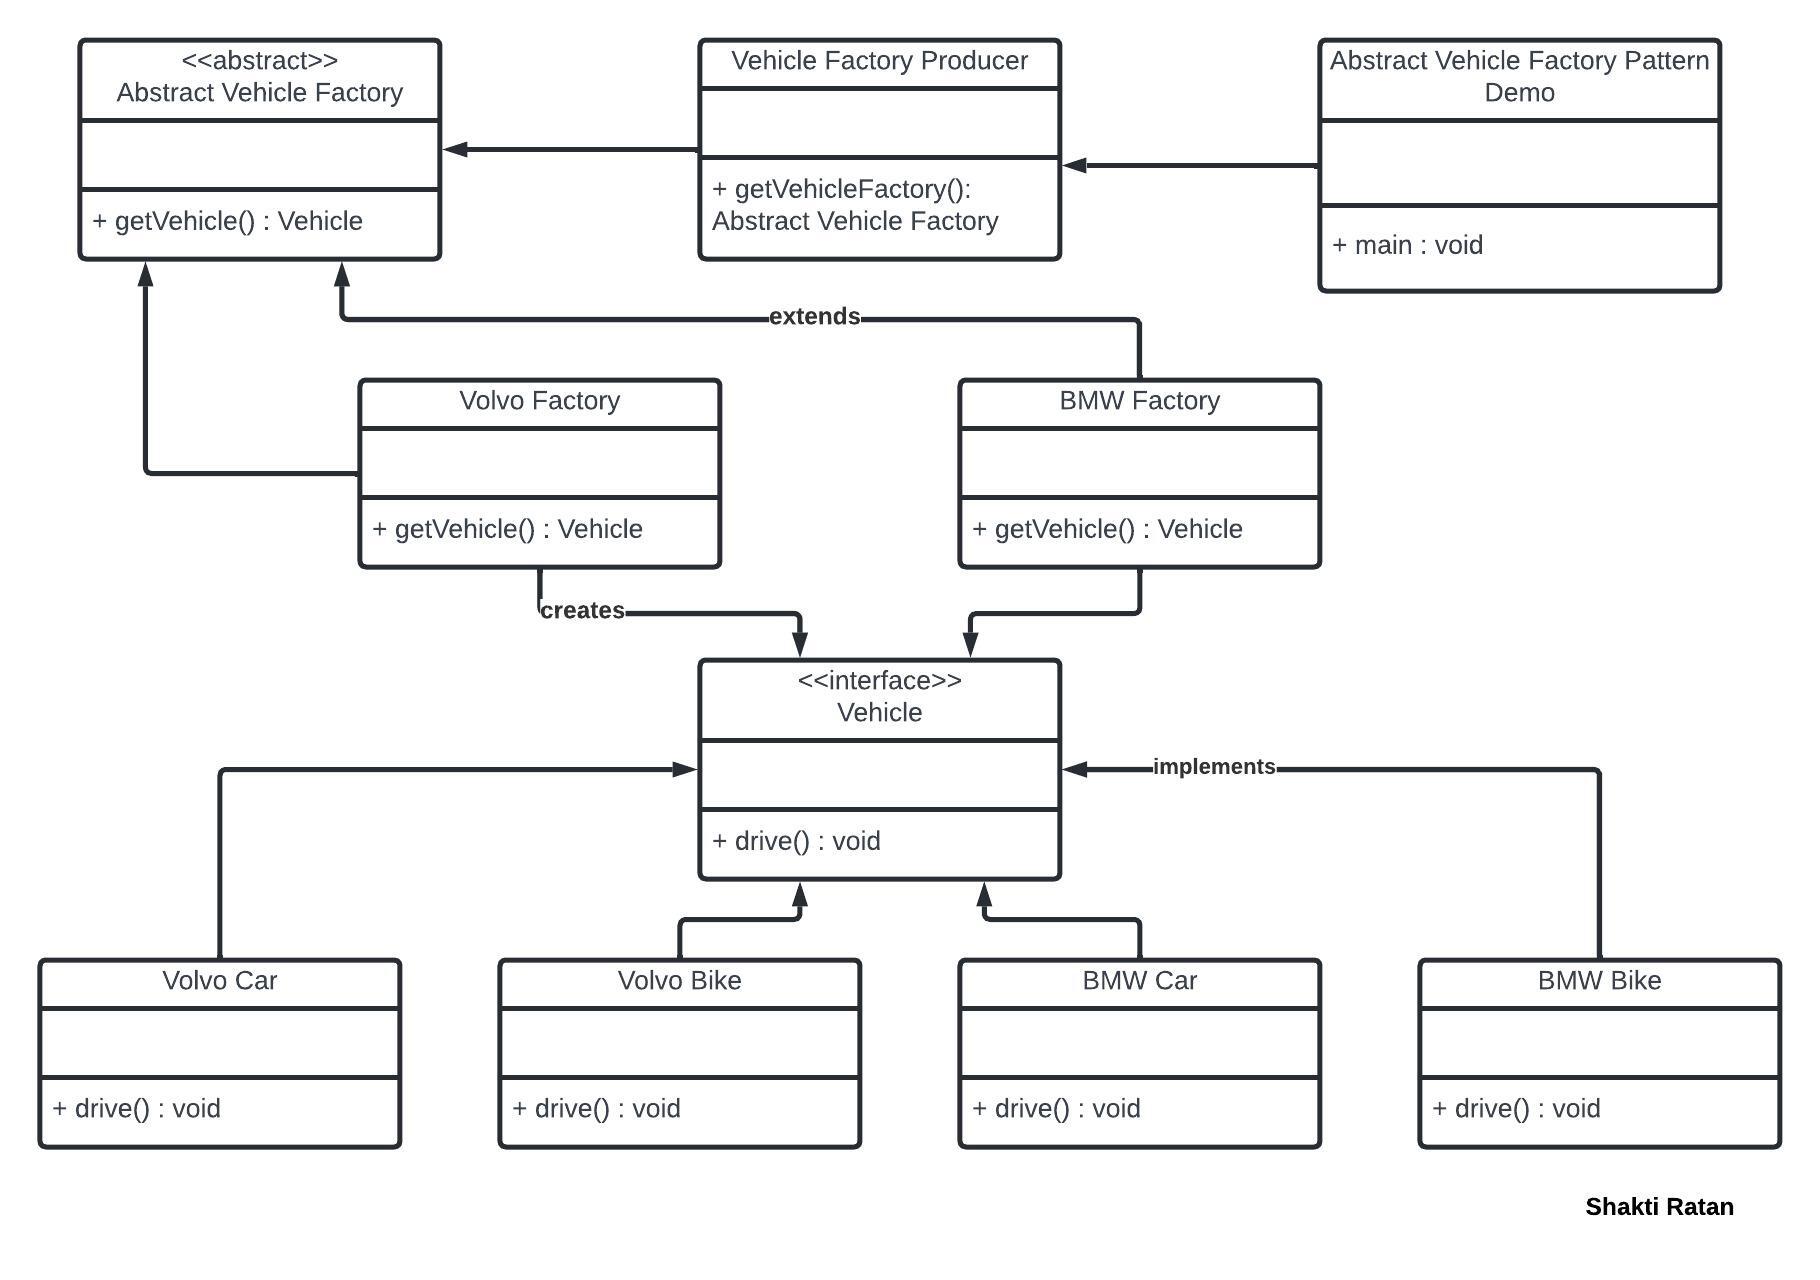 <<abstract>>
Abstract Vehicle Factory
+ getVehicle() : Vehicle
Vehicle Factory Producer
+ getVehicleFactory():
Abstract Vehicle Factory
Abstract Vehicle Factory Pattern
Demo
+ main : void
extends
Volvo Factory
+ getVehicle() : Vehicle
BMW Factory
+ getVehicle() : Vehicle
creates
<<interface>>
Vehicle
+ drive() : void
implements
Volvo Car
+ drive() : void
Volvo Bike
+ drive() : void
BMW Car
+ drive() : void
BMW Bike
+ drive() : void
Shakti Ratan